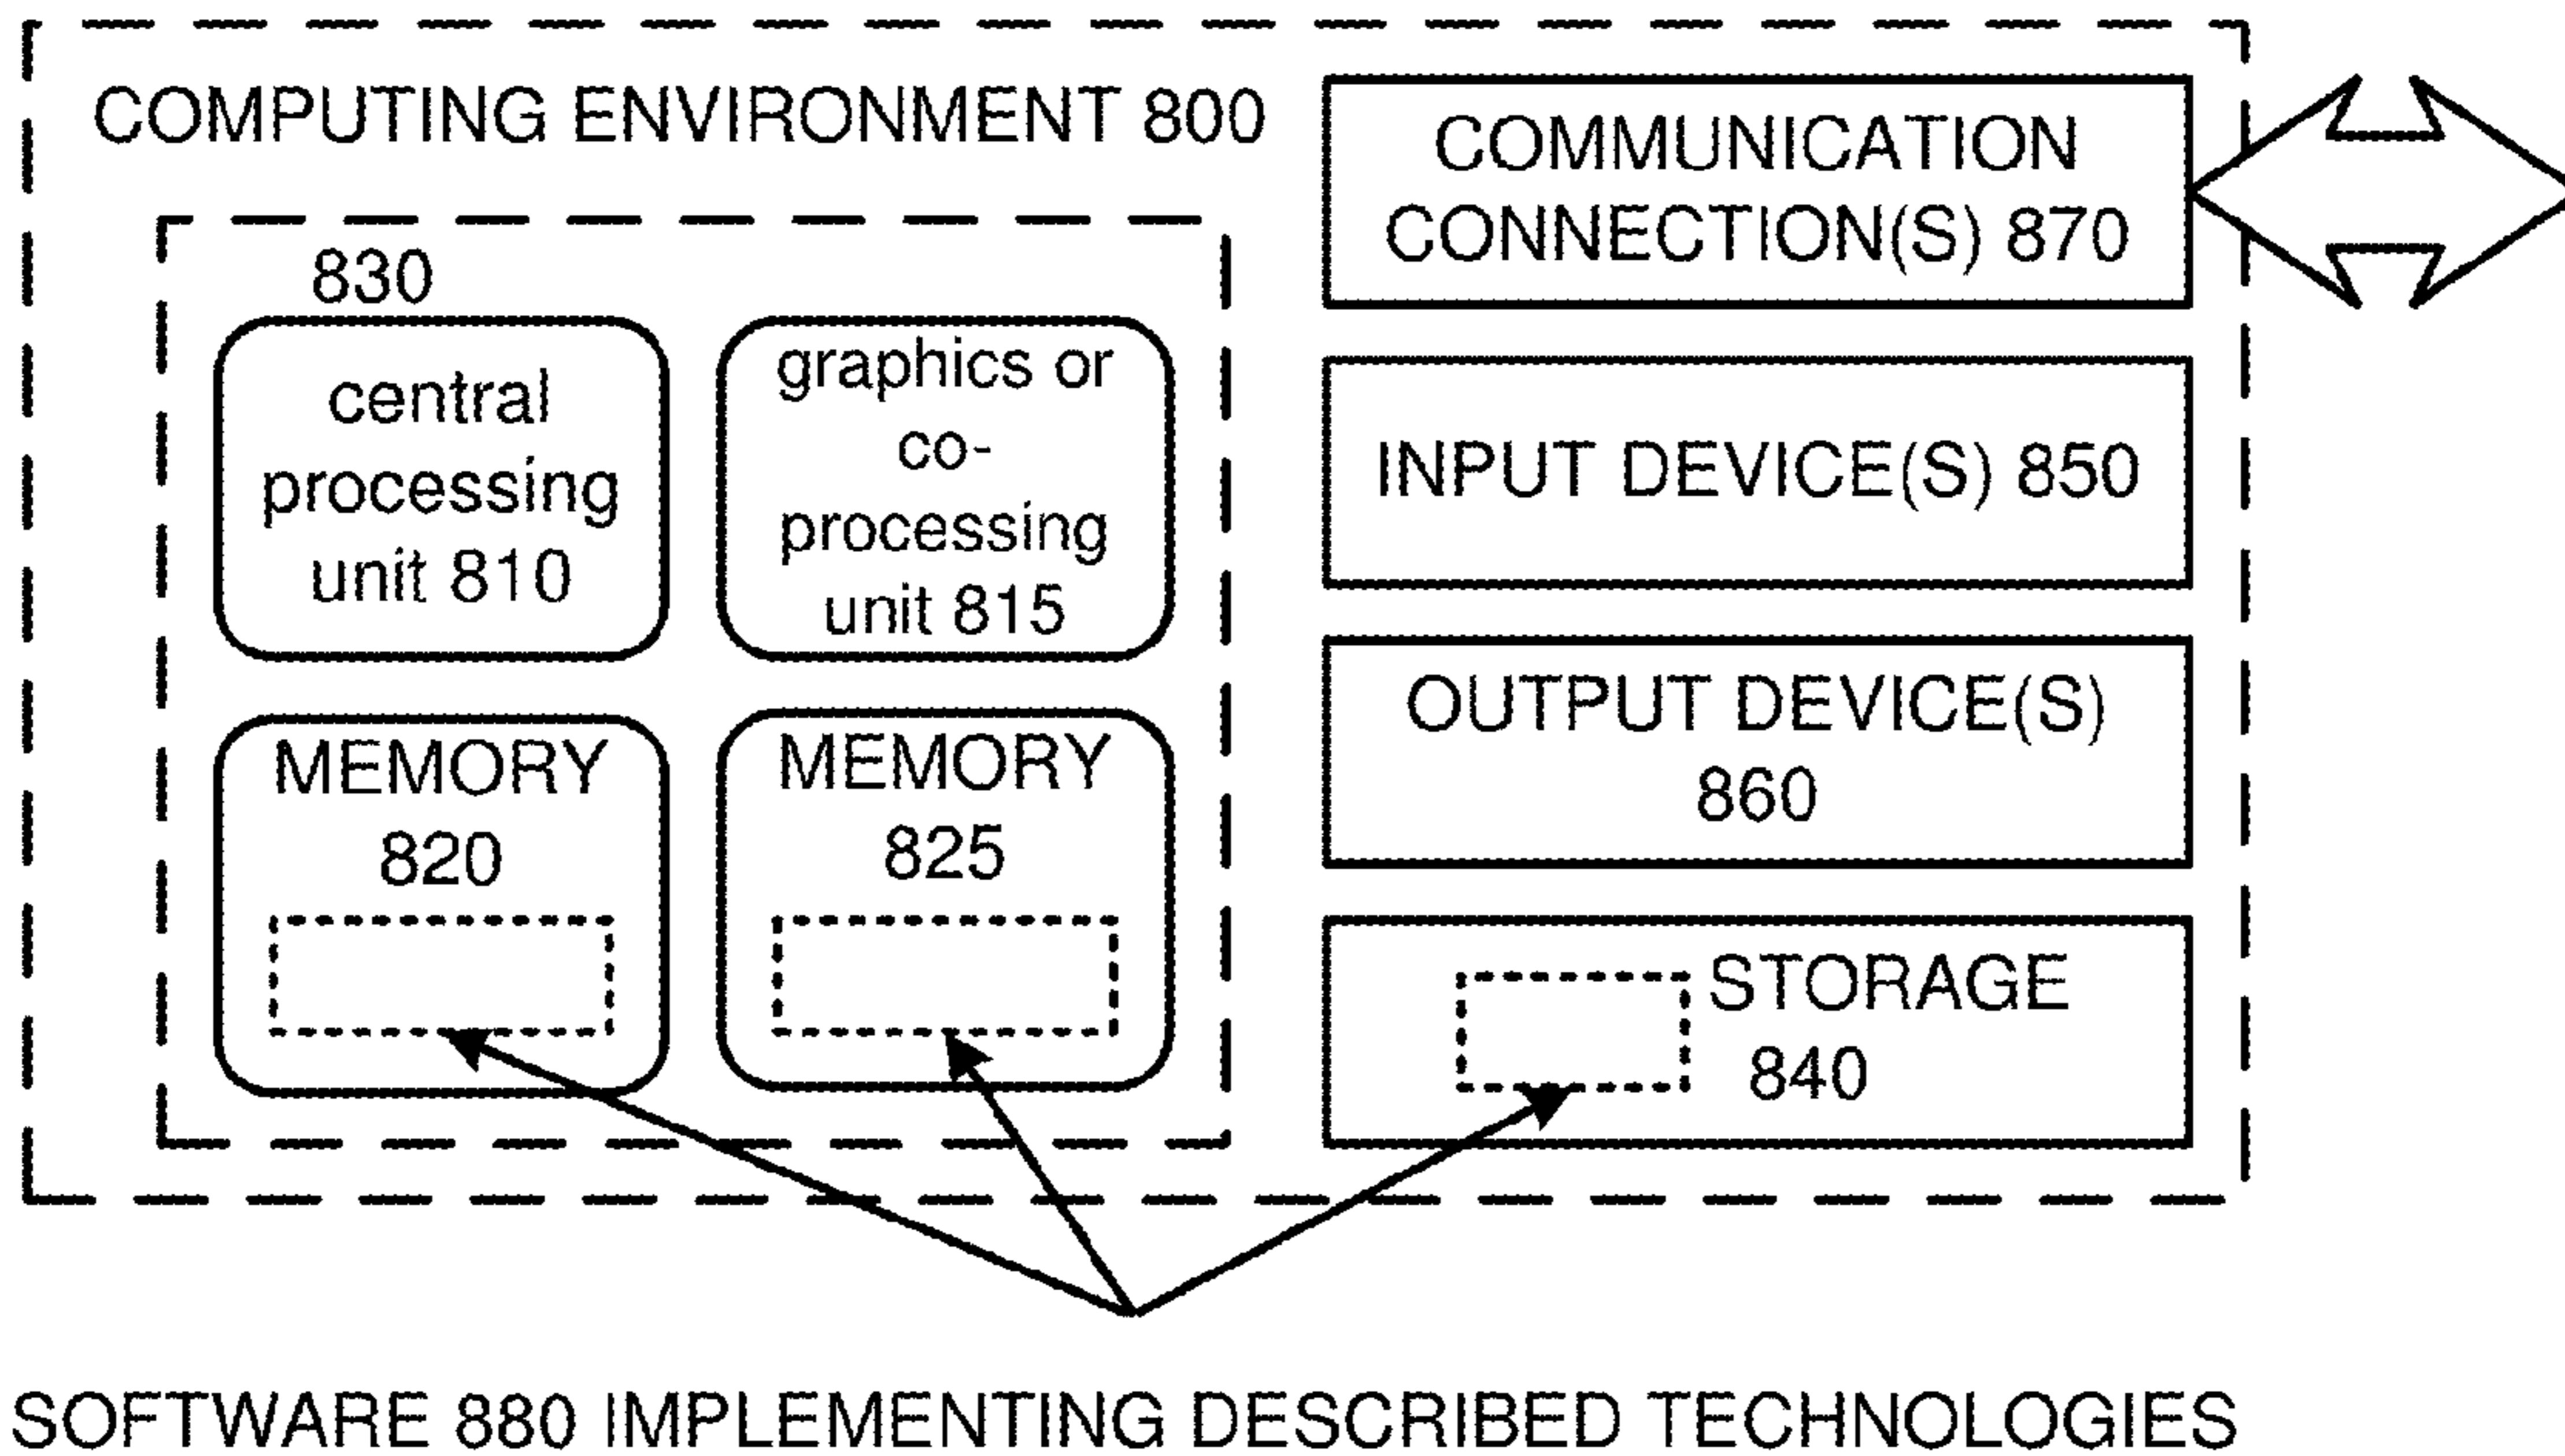 COMPUTING ENVIRONMENT 800
830
central
processing
unit 810
graphics or
co-
processing
unit 815
MEMORY
820
MEMORY
825
COMMUNICATION
CONNECTION(S) 870
INPUT DEVICE(S) 850
OUTPUT DEVICE(S)
860
STORAGE
840
SOFTWARE 880 IMPLEMENTING DESCRIBED TECHNOLOGIES